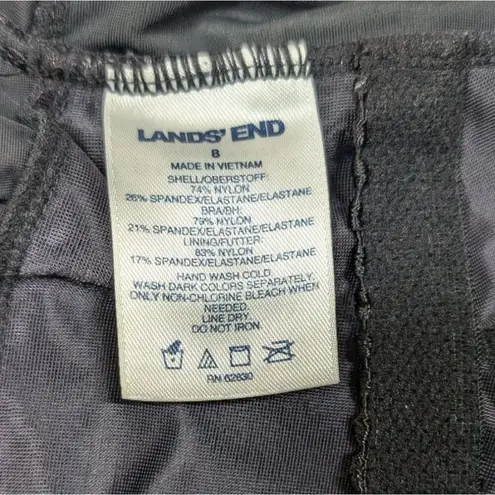 LANDS' END
8
MADE IN VIETNAM
SHELL/OBERSTOFF:
74% NYLON
26% SPANDEX/ELASTANE/ELASTANE
BRA/BH:
79% NYLON
21% SPANDEX/ELASTANE/ELASTANE
LINING/FUTTER:
83% NYLON
17% SPANDEX/ELASTANE/ELASTANE
HAND WASH COLD.
WASH DARK COLORS SEPARATELY.
ONLY NON-CHLORINE BLEACH WHEN
NEEDED.
LINE DRY.
DO NOT IRON.
RN 62830